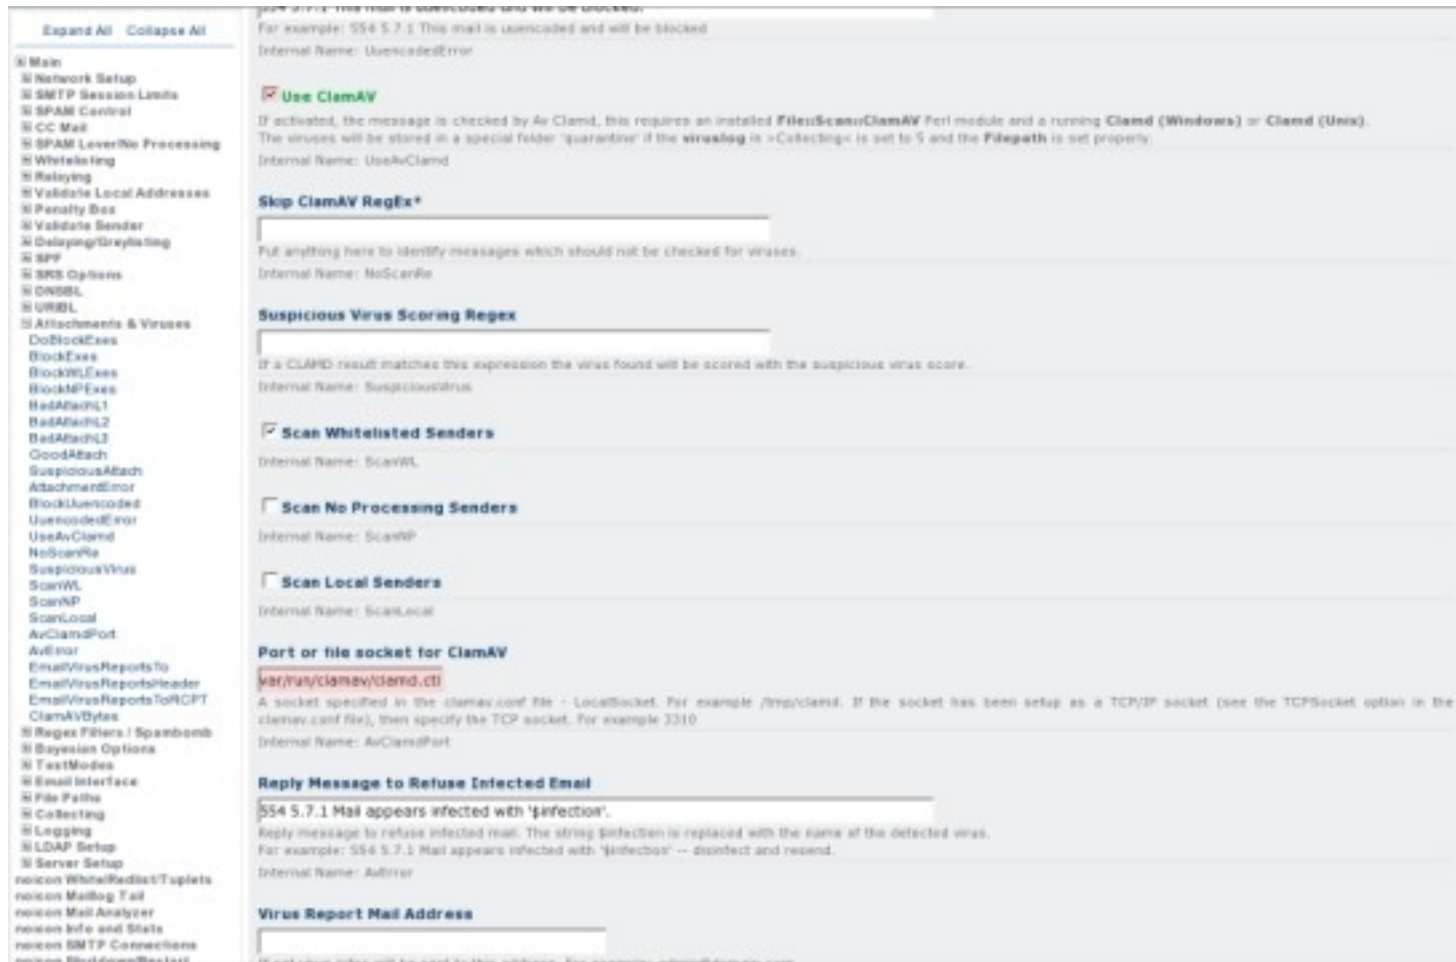 Expand All Collapse All
Main
Network Setup
SMTP Session Limits
SPAM Control
CC Mail
SPAM Lover/No Processing
Whitelisting
Relaying
Validate Local Addresses
Penalty Box
Validate Sender
Delaying/Greylisting
SPF
SRS Options
DNSBL
URIBL
Attachments & Viruses
DoBlockExes
BlockExes
BlockWLExes
BlockNPExes
BadAttachL1
BadAttachL2
BadAttachL3
GoodAttach
SuspiciousAttach
AttachmentError
BlockUuencoded
UuencodedError
UseAvClamd
NoScanRe
SuspiciousVirus
ScanWL
ScanNP
ScanLocal
AvClamdPort
AvError
EmailVirusReportsTo
EmailVirusReportsHeader
EmailVirusReportsToRCPT
ClamAVBytes
Regex Filters / Spambomb
Bayesian Options
TestModes
Email Interface
File Paths
Collecting
Logging
LDAP Setup
Server Setup
noicon White/Redlist/Tuplets
noicon Maillog Tail
noicon Mail Analyzer
noicon Info and Stats
noicon SMTP Connections
noicon Shutdown/Restart
554 5.7.1 This mail is uuencoded and will be blocked.
For example: 554 5.7.1 This mail is uuencoded and will be blocked
Internal Name: UuencodedError
Use ClamAV
If activated, the message is checked by Av Clamd, this requires an installed File::Scan::ClamAV Perl module and a running Clamd (Windows) or Clamd (Unix).
The viruses will be stored in a special folder 'quarantine' if the viruslog in >Collecting< is set to 5 and the Filepath is set properly.
Internal Name: UseAvClamd
Skip ClamAV RegEx*
Put anything here to identify messages which should not be checked for viruses.
Internal Name: NoScanRe
Suspicious Virus Scoring Regex
If a CLAMD result matches this expression the virus found will be scored with the suspicious virus score.
Internal Name: SuspiciousVirus
Scan Whitelisted Senders
Internal Name: ScanWL
Scan No Processing Senders
Internal Name: ScanNP
Scan Local Senders
Internal Name: ScanLocal
Port or file socket for ClamAV
var/run/clamav/clamd.ctl
A socket specified in the clamav.conf file - LocalSocket. For example /tmp/clamd. If the socket has been setup as a TCP/IP socket (see the TCPSocket option in the
clamav.conf file), then specify the TCP socket. For example 3310
Internal Name: AvClamdPort
Reply Message to Refuse Infected Email
554 5.7.1 Mail appears infected with '$infection'.
Reply message to refuse infected mail. The string $infection is replaced with the name of the detected virus.
For example: 554 5.7.1 Mail appears infected with '$infection' -- disinfect and resend.
Internal Name: AvError
Virus Report Mail Address